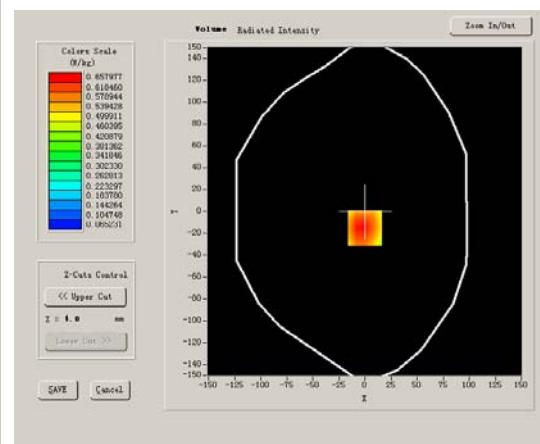 Volume Radiated Intensity
Zoom In/Out
Colors Scale
(W/kg)
0.657977
0.618460
0.578944
0.539428
0.499911
0.460395
0.420879
0.381362
0.341846
0.302330
0.262813
0.223297
0.183780
0.144264
0.104748
0.065231
Z-Cuts Control
<< Upper Cut
Z = 4.0 mm
Lower Cut >>
SAVE Cancel
150
140
120
100
80
60
40
20
0
-20
-40
-60
-80
-100
-120
-140
-150
Y
-150 -125 -100 -75 -50 -25 0 25 50 75 100 125 150
X